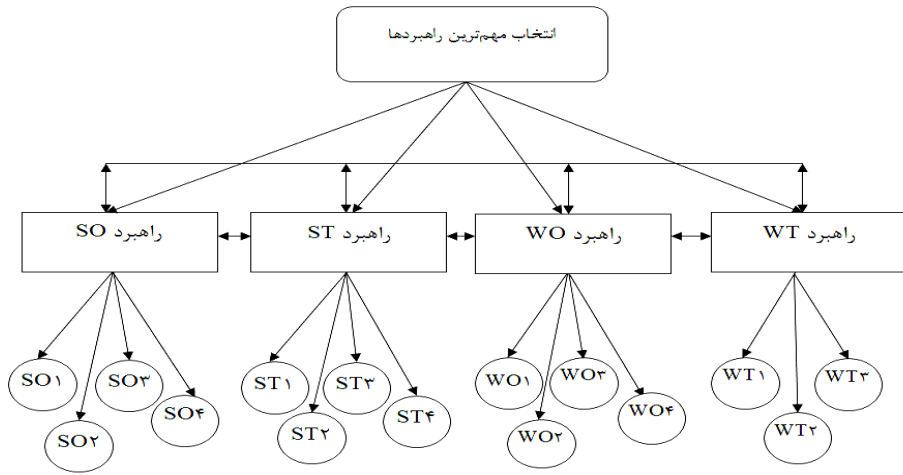 انتخاب مهم‌ترین راهبردها
راهبرد SO
راهبرد ST
راهبرد WO
راهبرد WT
SO۱
SO۲
SO۳
SO۴
ST۱
ST۲
ST۳
ST۴
WO۱
WO۲
WO۳
WO۴
WT۱
WT۲
WT۳